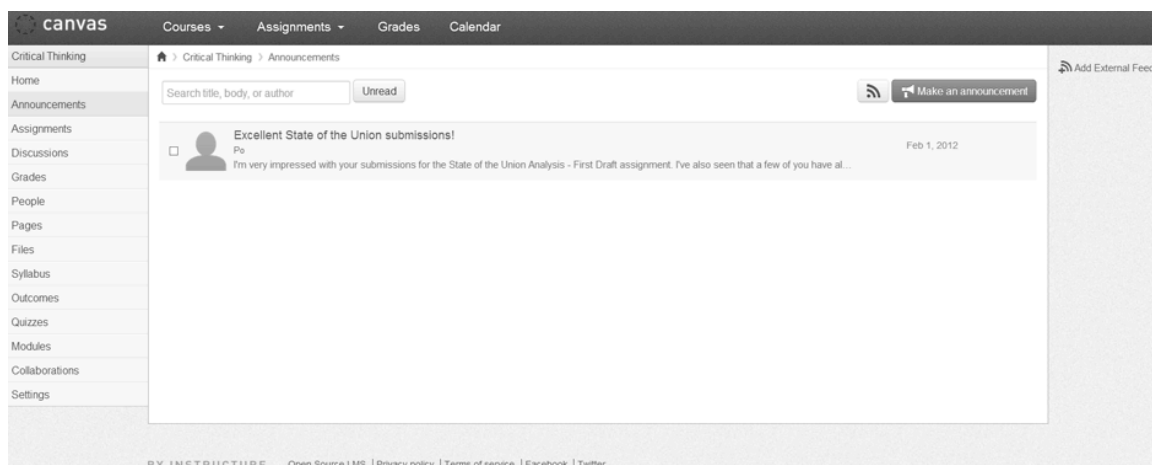 canvas
Courses Assignments Grades Calendar
Critical Thinking
Home
Announcements
Assignments
Discussions
Grades
People
Pages
Files
Syllabus
Outcomes
Quizzes
Modules
Collaborations
Settings
Critical Thinking > Announcements
Search title, body, or author
Unread
Make an announcement
Excellent State of the Union submissions!
Po
I'm very impressed with your submissions for the State of the Union Analysis - First Draft assignment. I've also seen that a few of you have al...
Feb 1, 2012
Add External Feed
BY INSTRUCTURE Open Source LMS | Privacy policy | Terms of service | Facebook | Twitter